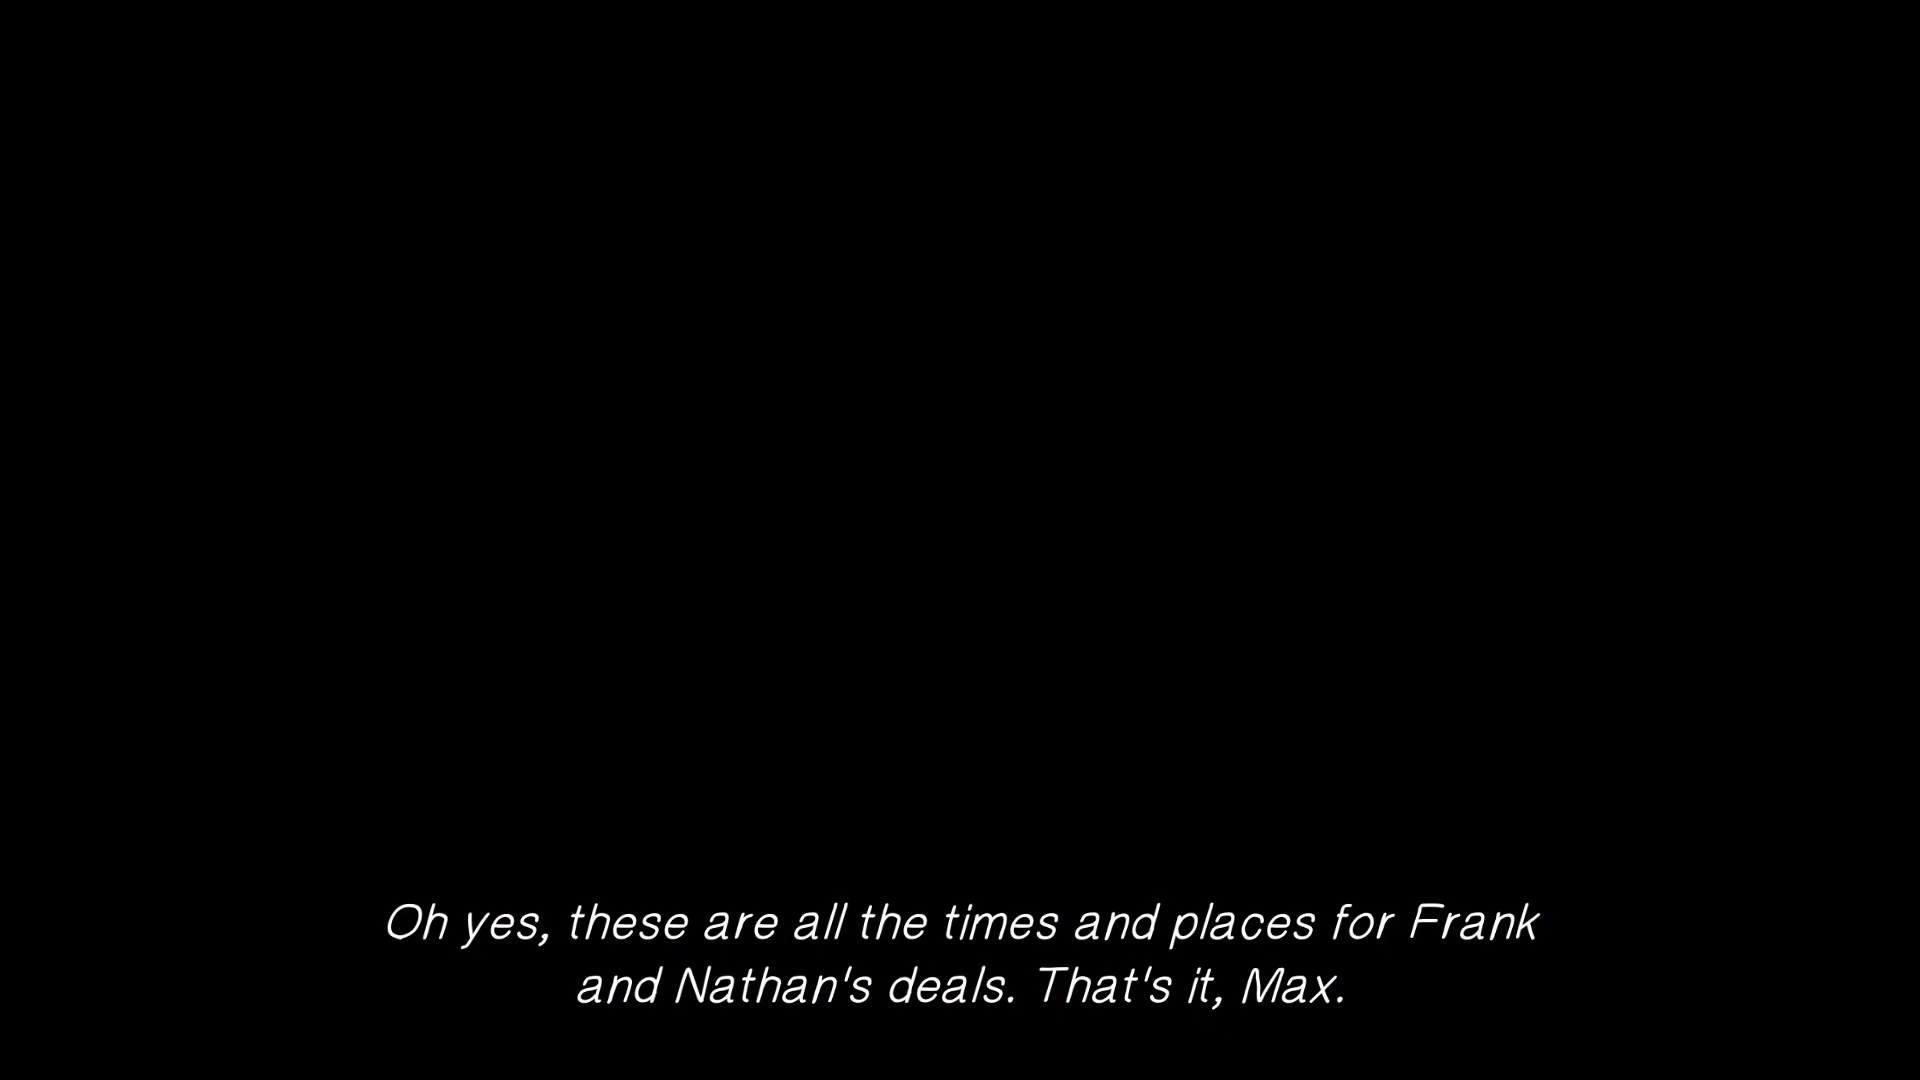 Oh yes, these are all the times and places for Frank
and Nathan's deals. That's it, Max.